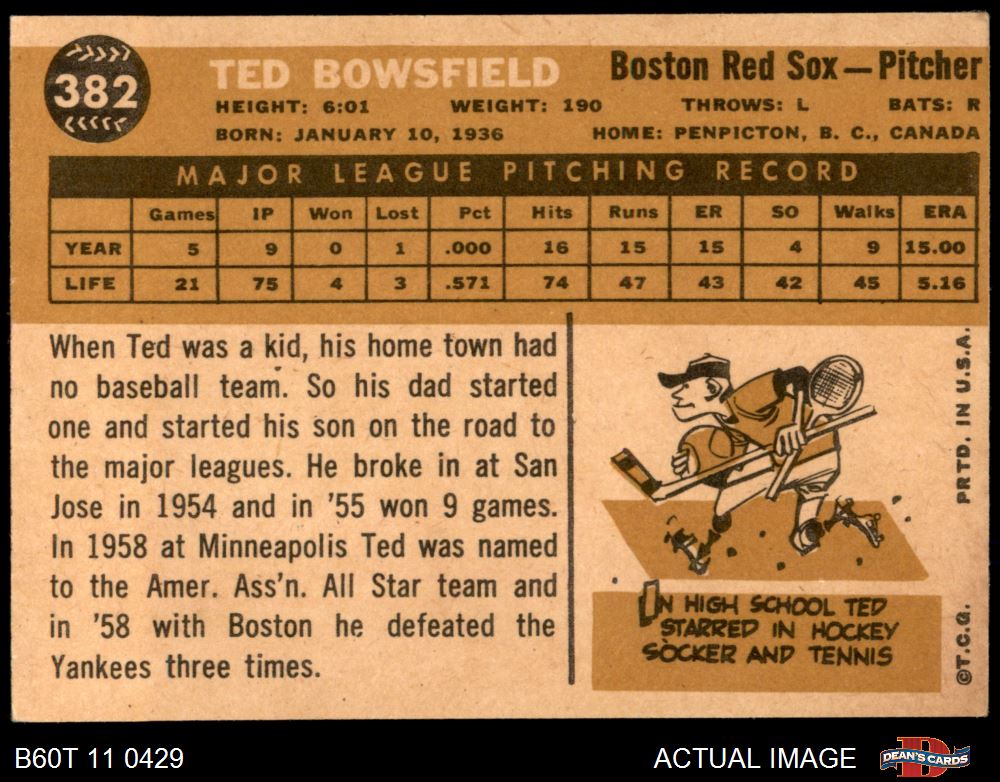 382
TED BOWSFIELD
Boston Red Sox—Pitcher
HEIGHT: 6:01 WEIGHT: 190 THROWS: L BATS: R
BORN: JANUARY 10, 1936 HOME: PENPICTON, B. C., CANADA
MAJOR LEAGUE PITCHING RECORD
Games IP Won Lost Pct Hits Runs ER SO Walks ERA
YEAR 5 9 0 1 .000 16 15 15 4 9 15.00
LIFE 21 75 4 3 .571 74 47 43 42 45 5.16
When Ted was a kid, his home town had
no baseball team. So his dad started
one and started his son on the road to
the major leagues. He broke in at San
Jose in 1954 and in '55 won 9 games.
In 1958 at Minneapolis Ted was named
to the Amer. Ass'n. All Star team and
in '58 with Boston he defeated the
Yankees three times.
IN HIGH SCHOOL TED
STARRED IN HOCKEY
SOCKER AND TENNIS
©T.C.G. PRTD. IN U.S.A.
B60T 11 0429
ACTUAL IMAGE
DEAN'S CARDS